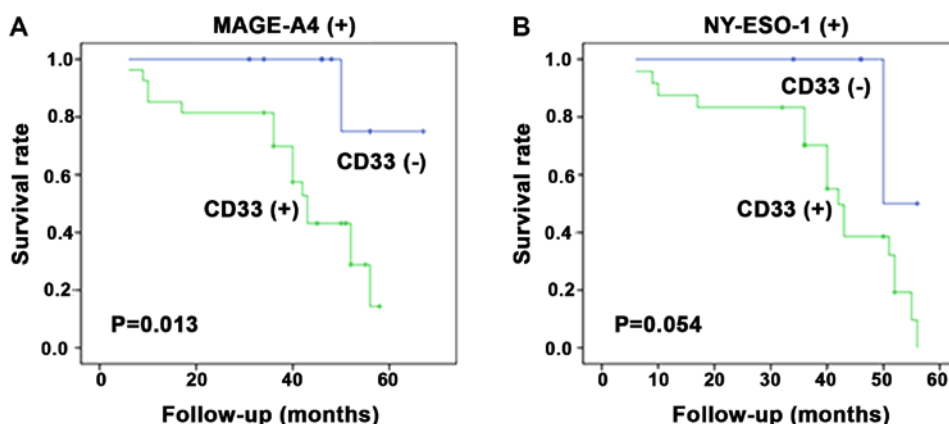 A
MAGE-A4 (+)
Survival rate
1.0
0.8
0.6
0.4
0.2
0.0
CD33 (-)
CD33 (+)
P=0.013
0 20 40 60
Follow-up (months)
B
NY-ESO-1 (+)
Survival rate
1.0
0.8
0.6
0.4
0.2
0.0
CD33 (-)
CD33 (+)
P=0.054
0 10 20 30 40 50 60
Follow-up (months)